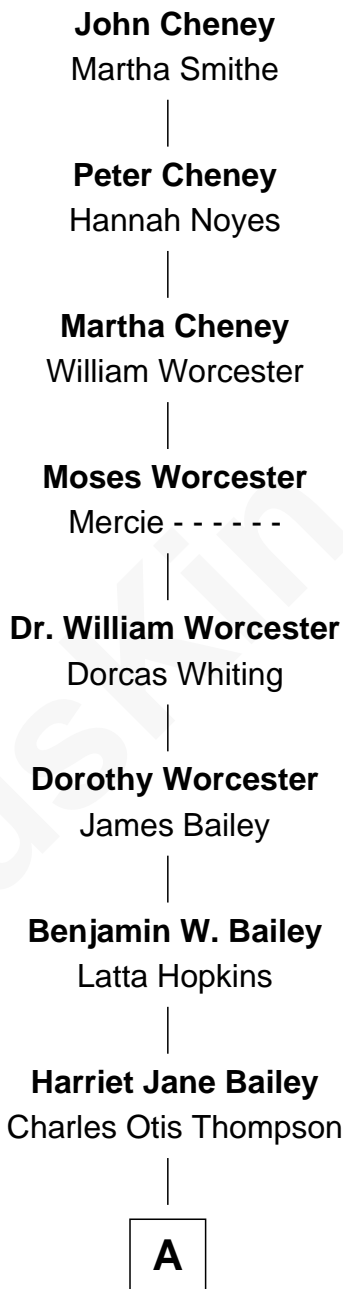 John Cheney
Martha Smithe
Peter Cheney
Hannah Noyes
Martha Cheney
William Worcester
Moses Worcester
Mercie - - - - - -
Dr. William Worcester
Dorcas Whiting
Dorothy Worcester
James Bailey
Benjamin W. Bailey
Latta Hopkins
Harriet Jane Bailey
Charles Otis Thompson
A